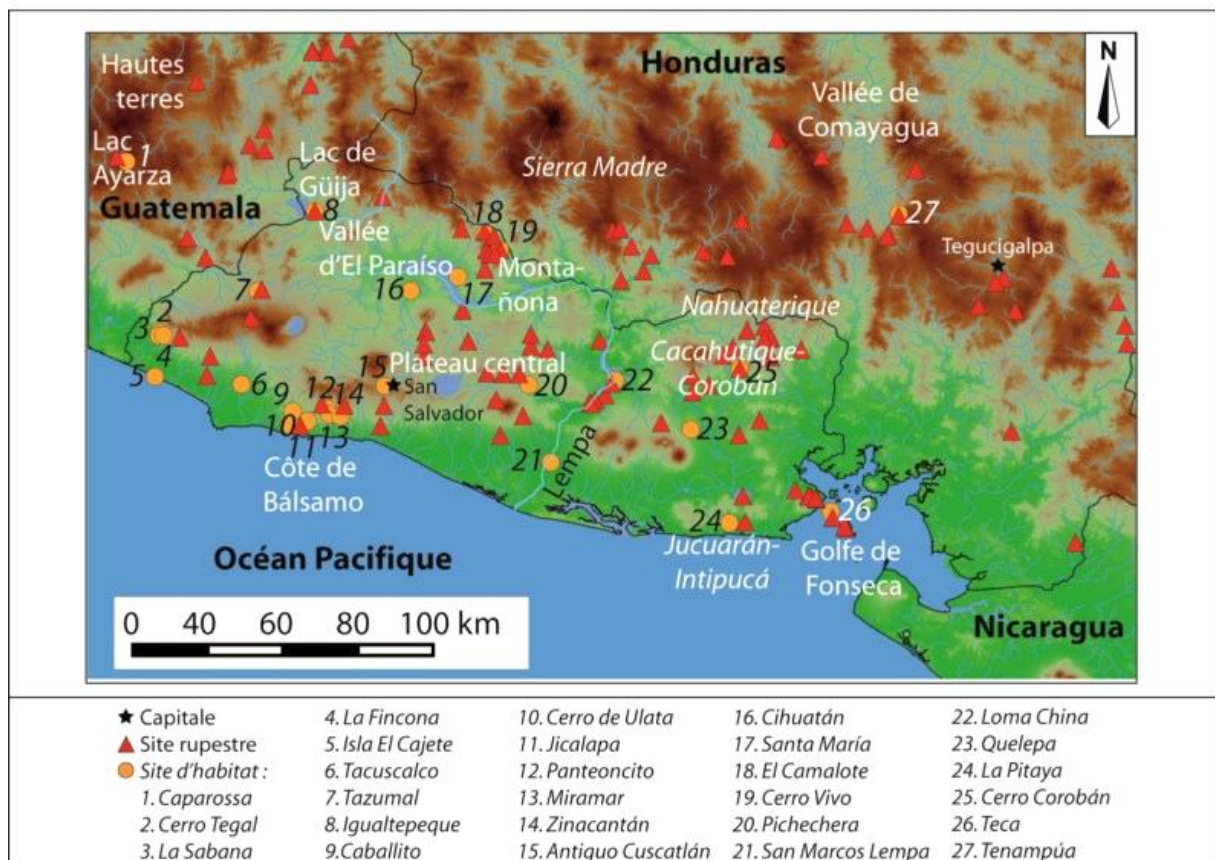 Hautes
terres
Honduras
Vallée de
Comayagua
N
Lac
Ayarza
1
Lac de
Güija
Sierra Madre
Guatemala
8
Vallée
d'El Paraíso
18
19
27
Tegucigalpa
Monta-
ñona
7
16
17
Nahuaterique
2
3
4
Plateau central
Cacahutique-
Corobán
25
5
6
15
San
Salvador
20
22
9
12
14
10
11
13
23
21
Lempa
Côte de
Bálsamo
24
26
Jucuarán-
Intipucá
Golfe de
Fonseca
Océan Pacifique
Nicaragua
0 40 60 80 100 km
Capitale
Site rupestre
Site d'habitat :
1. Caparossa
2. Cerro Tegal
3. La Sabana
4. La Fincona
5. Isla El Cajete
6. Tacuscalco
7. Tazumal
8. Igualtepeque
9. Caballito
10. Cerro de Ulata
11. Jicalapa
12. Panteoncito
13. Miramar
14. Zinacantán
15. Antiguo Cuscatlán
16. Cihuatán
17. Santa María
18. El Camalote
19. Cerro Vivo
20. Pichechera
21. San Marcos Lempa
22. Loma China
23. Quelepa
24. La Pitaya
25. Cerro Corobán
26. Teca
27. Tenampúa